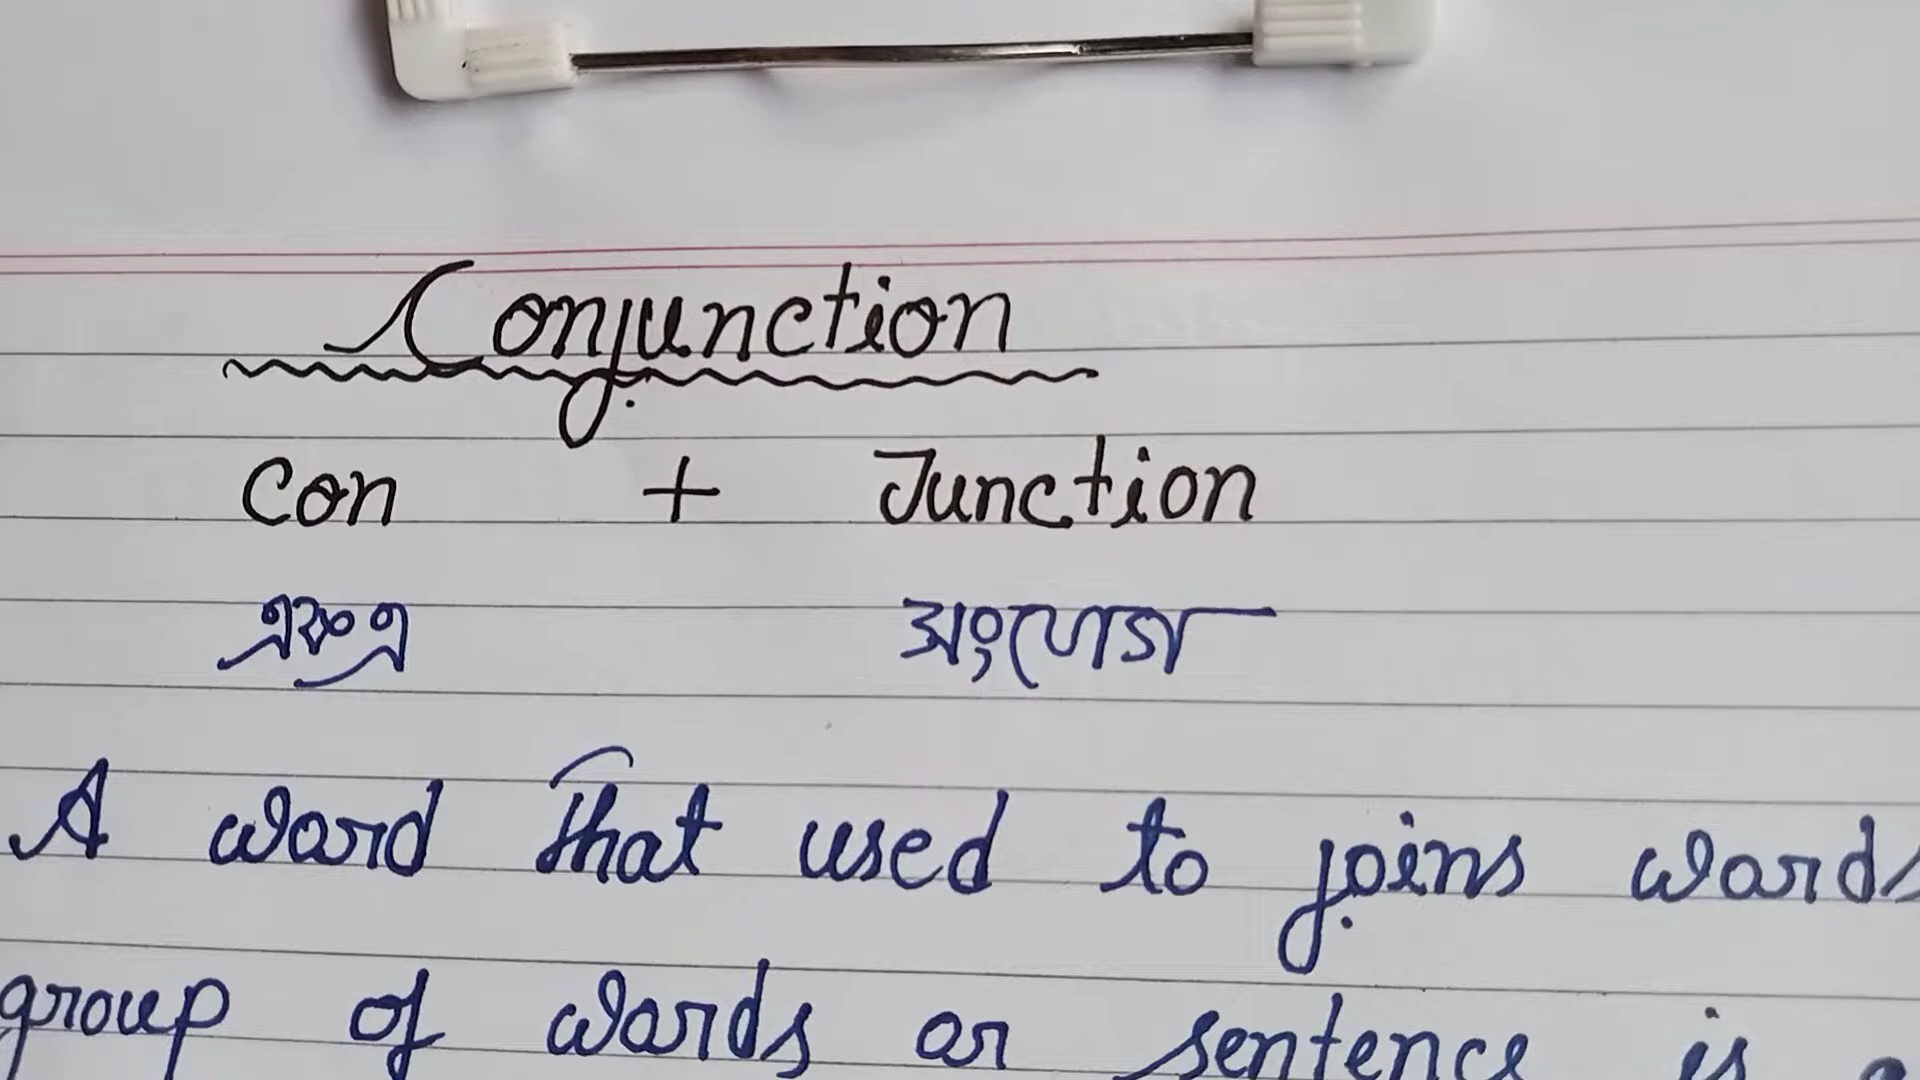 Conjunction
Con + Junction
একত্র সংযোগ
A word that used to joins words
group of words or sentence is